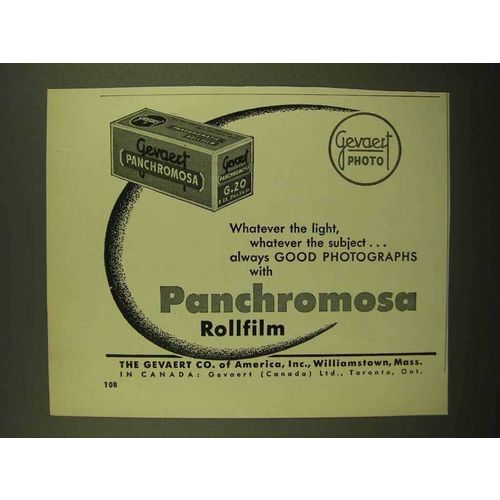 Gevaert
PANCHROMOSA
Gevaert
PANCHROMOSA
G.20
Gevaert
PHOTO
Whatever the light,
whatever the subject...
always GOOD PHOTOGRAPHS
with
Panchromosa
Rollfilm
THE GEVAERT CO. of America, Inc., Williamstown, Mass.
IN CANADA: Gevaert (Canada) Ltd., Toronto, Ont.
108